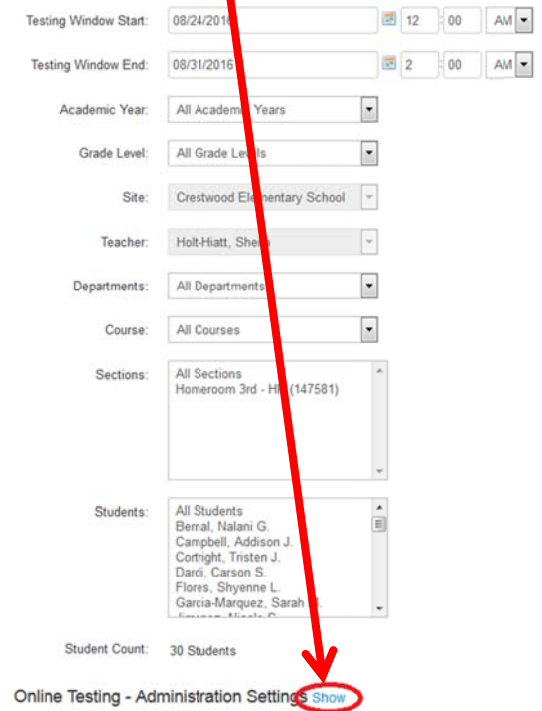 Testing Window Start: 08/24/2016 12 : 00 AM
Testing Window End: 08/31/2016 2 : 00 AM
Academic Year: All Academic Years
Grade Level: All Grade Levels
Site: Crestwood Elementary School
Teacher: Holt-Hiatt,
Departments: All Departments
Course: All Courses
Sections: All Sections
Homeroom 3rd - HR (147581)
Students: All Students
Berral, Nalani G.
Campbell, Addison J.
Cortright, Tristen J.
Carson S.
Flores, Shyenne L.
Garcia-Marquez, Sarah
Student Count: 30 Students
Online Testing - Administration Settings Show